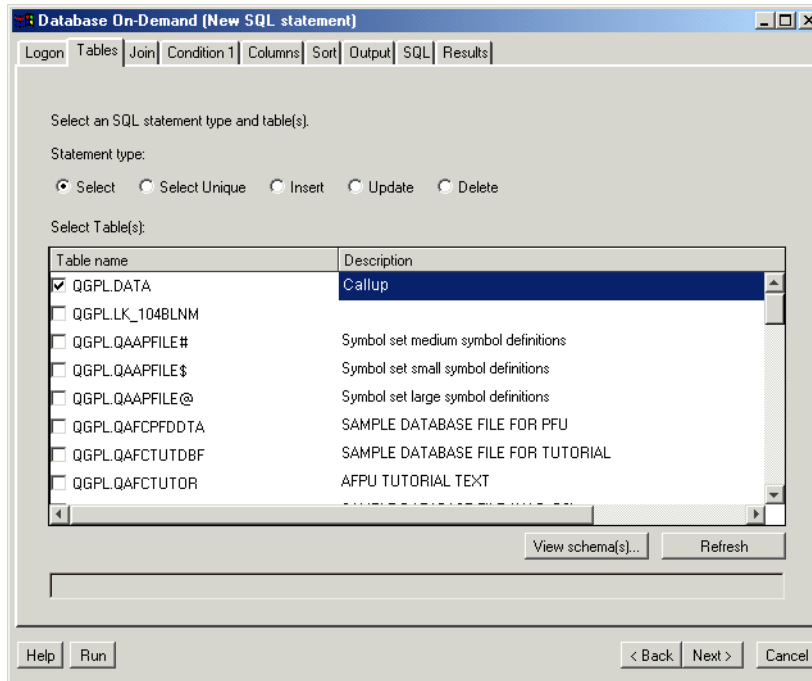 Database On-Demand (New SQL statement)
Logon Tables Join Condition 1 Columns Sort Output SQL Results
Select an SQL statement type and table(s).
Statement type:
Select Select Unique Insert Update Delete
Select Table(s):
Table name Description
QGPL.DATA Callup
QGPL.LK_104BLNM
QGPL.QAAPFILE# Symbol set medium symbol definitions
QGPL.QAAPFILE$ Symbol set small symbol definitions
QGPL.QAAPFILE@ Symbol set large symbol definitions
QGPL.QAFCPFDDTA SAMPLE DATABASE FILE FOR PFU
QGPL.QAFCTUTDBF SAMPLE DATABASE FILE FOR TUTORIAL
QGPL.QAFCTUTOR AFPU TUTORIAL TEXT
View schema(s)... Refresh
Help Run < Back Next > Cancel